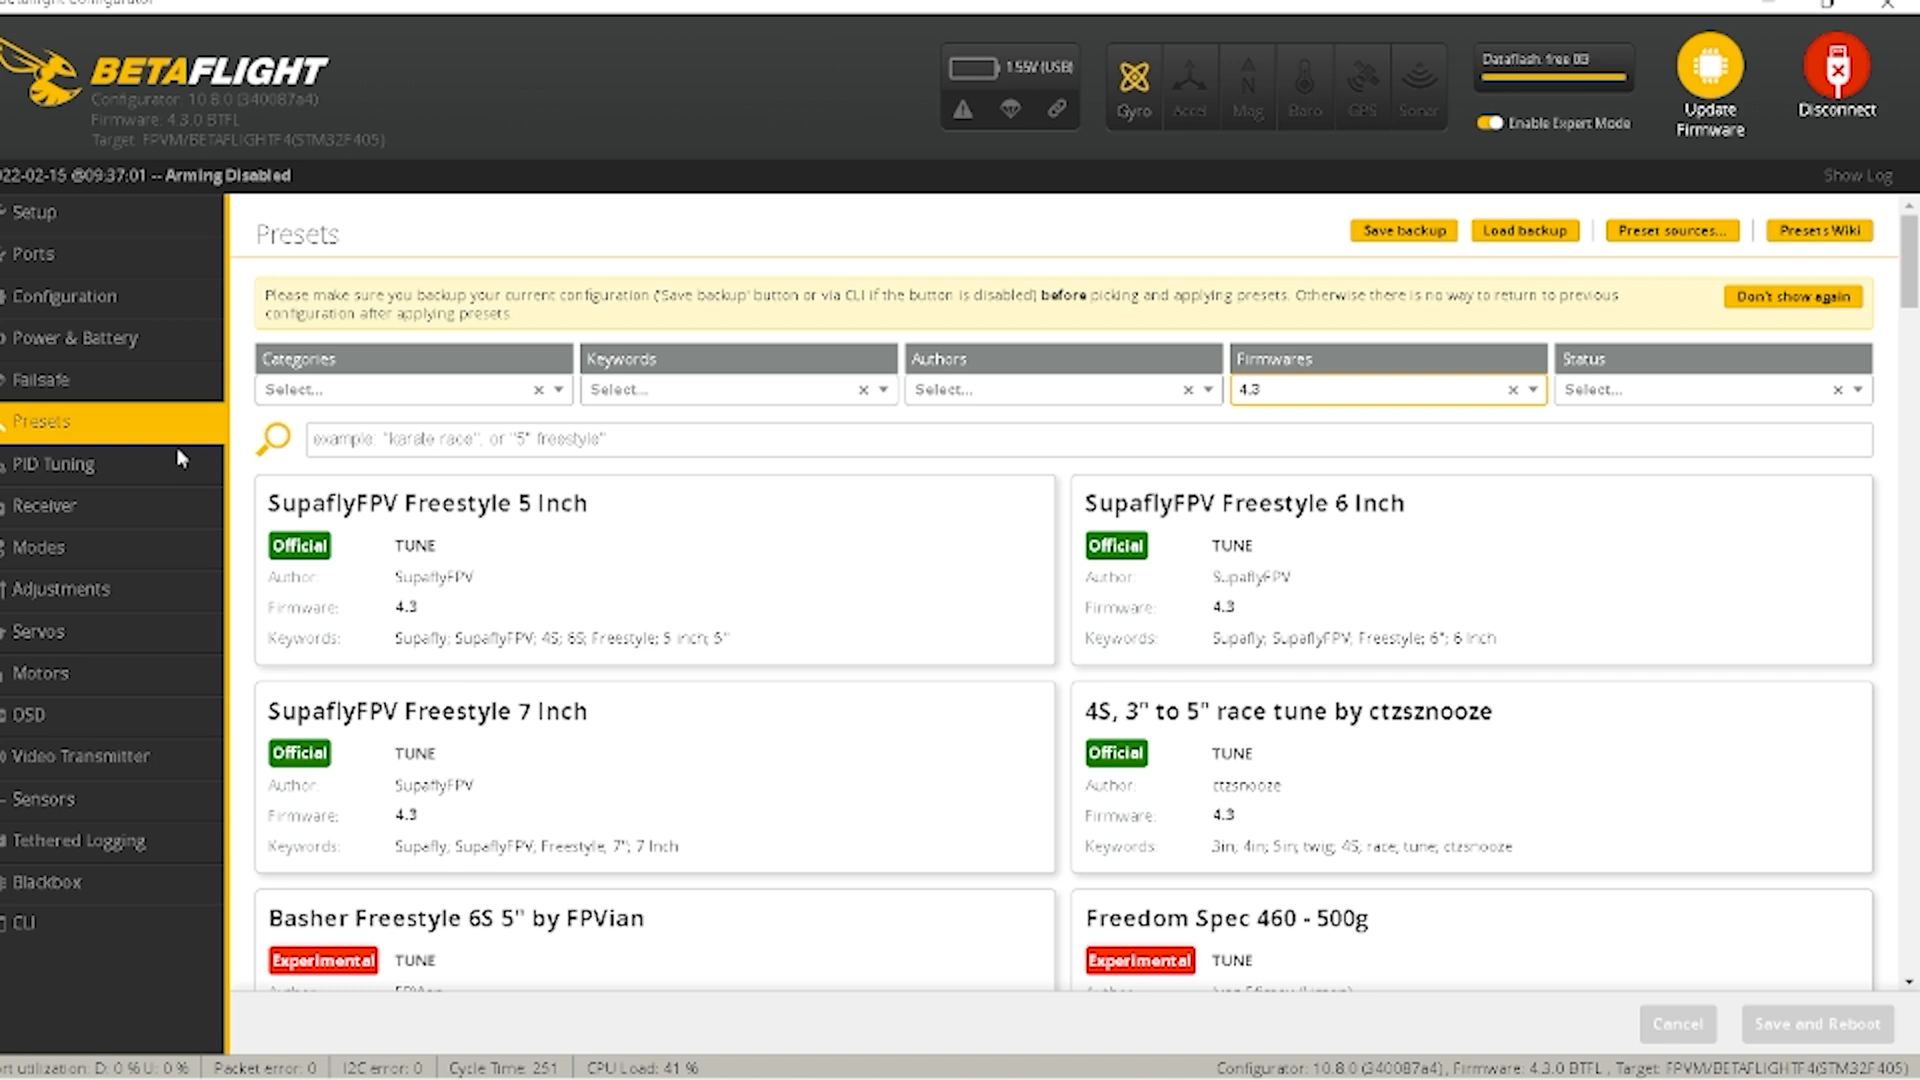 BETAFLIGHT
Configurator: 10.8.0 (340087a4)
Firmware: 4.3.0 BTFL
Target: FPVM/BETAFLIGHTF4(STM32F405)
1.55V (USB)
Gyro Accel Mag Baro GPS Sonar
Dataflash: free 0B
Enable Expert Mode
Update Firmware
Disconnect
22-02-15 @09:37:01 -- Arming Disabled
Show Log
Setup
Ports
Configuration
Power & Battery
Failsafe
Presets
PID Tuning
Receiver
Modes
Adjustments
Servos
Motors
OSD
Video Transmitter
Sensors
Tethered Logging
Blackbox
CLI
Presets
Save backup
Load backup
Preset sources...
Presets Wiki
Please make sure you backup your current configuration ('Save backup' button or via CLI if the button is disabled) before picking and applying presets. Otherwise there is no way to return to previous
configuration after applying presets
Don't show again
Categories Keywords Authors Firmwares Status
Select... Select... Select... 4.3 Select...
example: "karate race", or "5" freestyle"
SupaflyFPV Freestyle 5 Inch
Official TUNE
Author: SupaflyFPV
Firmware: 4.3
Keywords: Supafly; SupaflyFPV; 4S; 6S; Freestyle; 5 inch; 5"
SupaflyFPV Freestyle 6 Inch
Official TUNE
Author: SupaflyFPV
Firmware: 4.3
Keywords: Supafly; SupaflyFPV; Freestyle; 6"; 6 Inch
SupaflyFPV Freestyle 7 Inch
Official TUNE
Author: SupaflyFPV
Firmware: 4.3
Keywords: Supafly, SupaflyFPV, Freestyle, 7"; 7 Inch
4S, 3" to 5" race tune by ctzsznooze
Official TUNE
Author: ctzsnooze
Firmware: 4.3
Keywords: 3in; 4in; 5in; twig; 4S, race, tune; ctzsnooze
Basher Freestyle 6S 5" by FPVian
Experimental TUNE
Freedom Spec 460 - 500g
Experimental TUNE
Cancel
Save and Reboot
rt utilization: D: 0 % U: 0 % Packet error: 0 I2C error: 0 Cycle Time: 251 CPU Load: 41 %
Configurator: 10.8.0 (340087a4), Firmware: 4.3.0 BTFL , Target: FPVM/BETAFLIGHTF4(STM32F405)